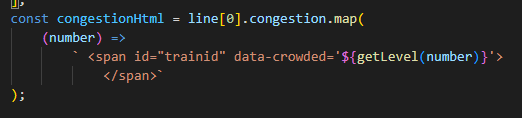 ];
const congestionHtml = line[0].congestion.map(
(number) =>
` <span id="trainid" data-crowded='${getLevel(number)}'>
</span>`
);